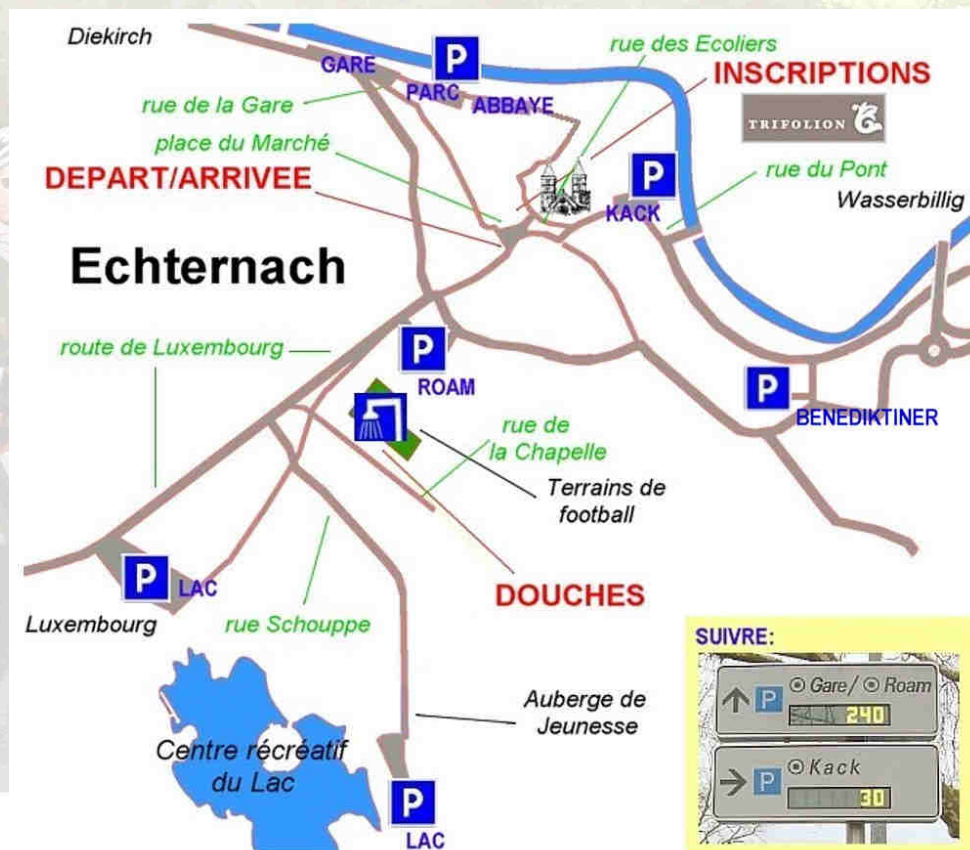 Diekirch
P
rue des Ecoliers
GARE
INSCRIPTIONS
PARC
ABBAYE
rue de la Gare
TRIFOLION
place du Marché
DEPART/ARRIVEE
P
rue du Pont
KACK
Wasserbillig
Echternach
route de Luxembourg
P
ROAM
P
BENEDIKTINER
rue de
la Chapelle
Terrains de
football
P
LAC
DOUCHES
Luxembourg
rue Schouppe
SUIVRE:
Auberge de
Jeunesse
Centre récréatif
du Lac
P
LAC
P Gare/ Roam
240
P Kack
30